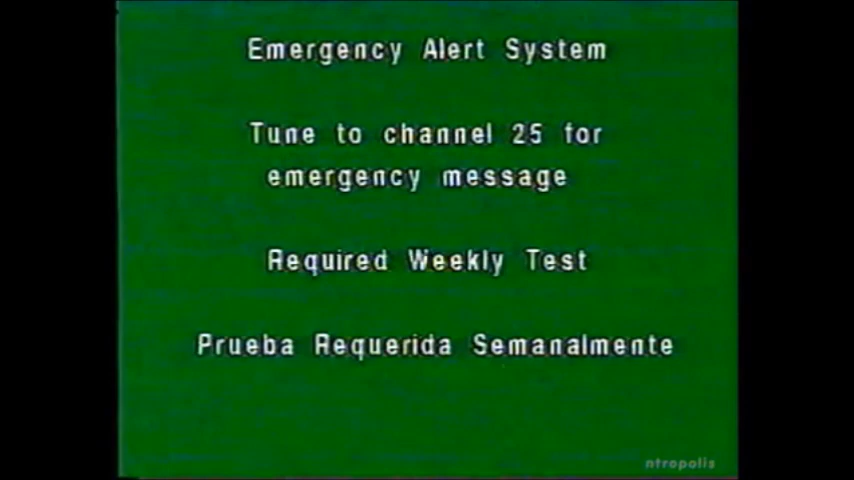 Emergency Alert System
Tune to channel 25 for
emergency message
Required Weekly Test
Prueba Requerida Semanalmente
ntropolis